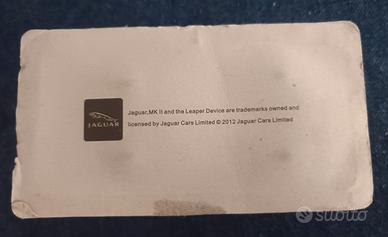 Jaguar,MK II and the Leaper Device are trademarks owned and
licensed by Jaguar Cars Limited © 2012 Jaguar Cars Limited
JAGUAR
subito